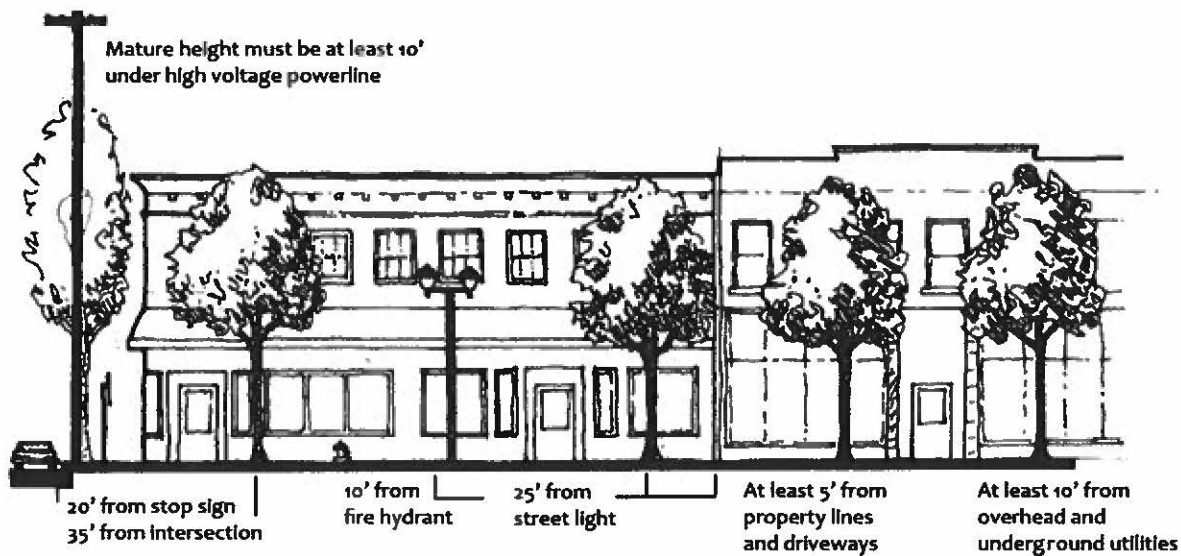 Mature height must be at least 10'
under high voltage powerline
20' from stop sign
35' from intersection
10' from
fire hydrant
25' from
street light
At least 5' from
property lines
and driveways
At least 10' from
overhead and
underground utilities